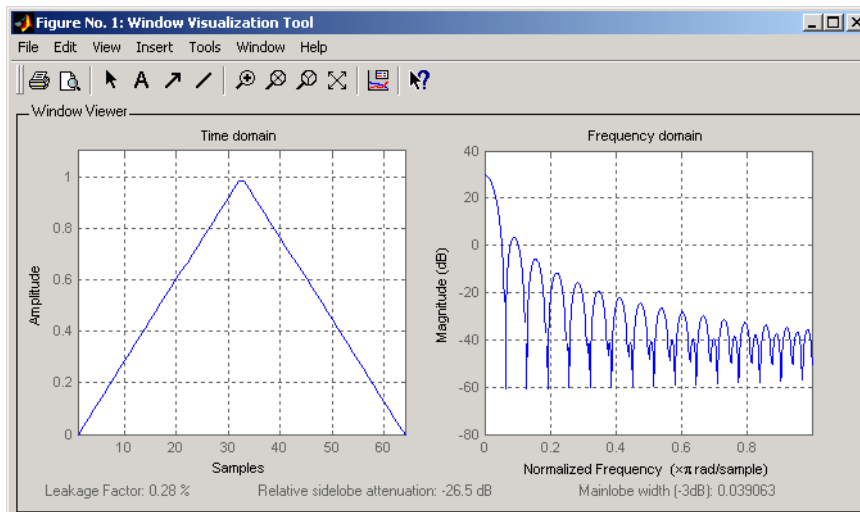 Figure No. 1: Window Visualization Tool
File Edit View Insert Tools Window Help
A
Window Viewer
Time domain
1
0.8
0.6
0.4
0.2
0
Amplitude
10 20 30 40 50 60
Samples
Frequency domain
40
20
0
-20
-40
-60
-80
Magnitude (dB)
0 0.2 0.4 0.6 0.8
Normalized Frequency (×π rad/sample)
Leakage Factor: 0.28 % Relative sidelobe attenuation: -26.5 dB Mainlobe width (-3dB): 0.039063